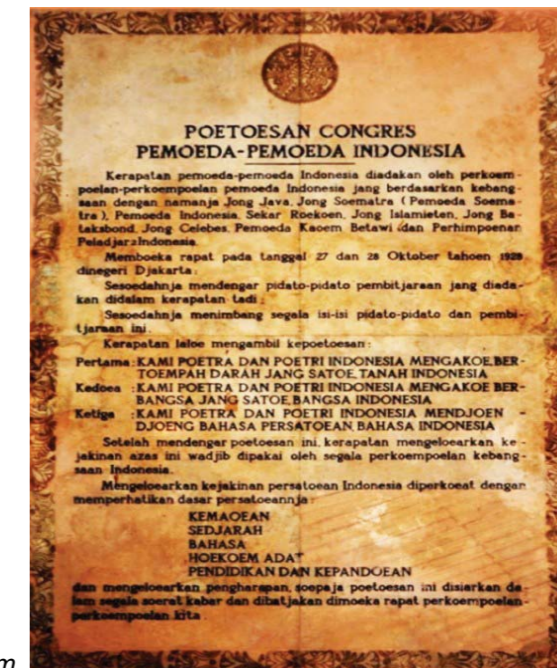 POETOESAN CONGRES
PEMOEDA-PEMOEDA INDONESIA
Kerapatan pemoeda-pemoeda Indonesia diadakan oleh perkoem-
poelan-perkoempoelan pemoeda Indonesia jang berdasarkan kebang-
saan dengan namanja Jong Java, Jong Soematra (Pemoeda Soema-
tra), Pemoeda Indonesia, Sekar Roekoen, Jong Islamieten, Jong Ba-
taksbond, Jong Celebes, Pemoeda Kaoem Betawi dan Perhimpoenan
Peladjar2Indonesia.
Memboeka rapat pada tanggal 27 dan 28 Oktober tahoen 1928
dinegeri Djakarta;
Sesoedahnja mendengar pidato-pidato pembitjaraan jang diada-
kan didalam kerapatan tadi;
Sesoedahnja menimbang segala isi-isi pidato-pidato dan pembi-
tjaraan ini.
Kerapatan laloe mengambil kepoetoesan:
Pertama : KAMI POETRA DAN POETRI INDONESIA MENGAKOE BER-
TOEMPAH DARAH JANG SATOE, TANAH INDONESIA
Kedoea : KAMI POETRA DAN POETRI INDONESIA MENGAKOE BER-
BANGSA JANG SATOE, BANGSA INDONESIA
Ketiga : KAMI POETRA DAN POETRI INDONESIA MENDJOEN -
DJOENG BAHASA PERSATOEAN, BAHASA INDONESIA
Setelah mendengar poetoesan ini, kerapatan mengeloearkan ke-
jakinan azas ini wadjib dipakai oleh segala perkoempoelan kebang-
saan Indonesia.
Mengeloearkan kejakinan persatoean Indonesia diperkoeat dengan
memperhatikan dasar persatoeannja:
KEMAOEAN
SEDJARAH
BAHASA
HOEKOEM ADAT
PENDIDIKAN DAN KEPANDOEAN
dan mengeloearkan pengharapan, soepaja poetoesan ini disiarkan da-
lam segala soerat kabar dan dibatjakan dimoeka rapat perkoempoelan-
perkoempoelan kita.